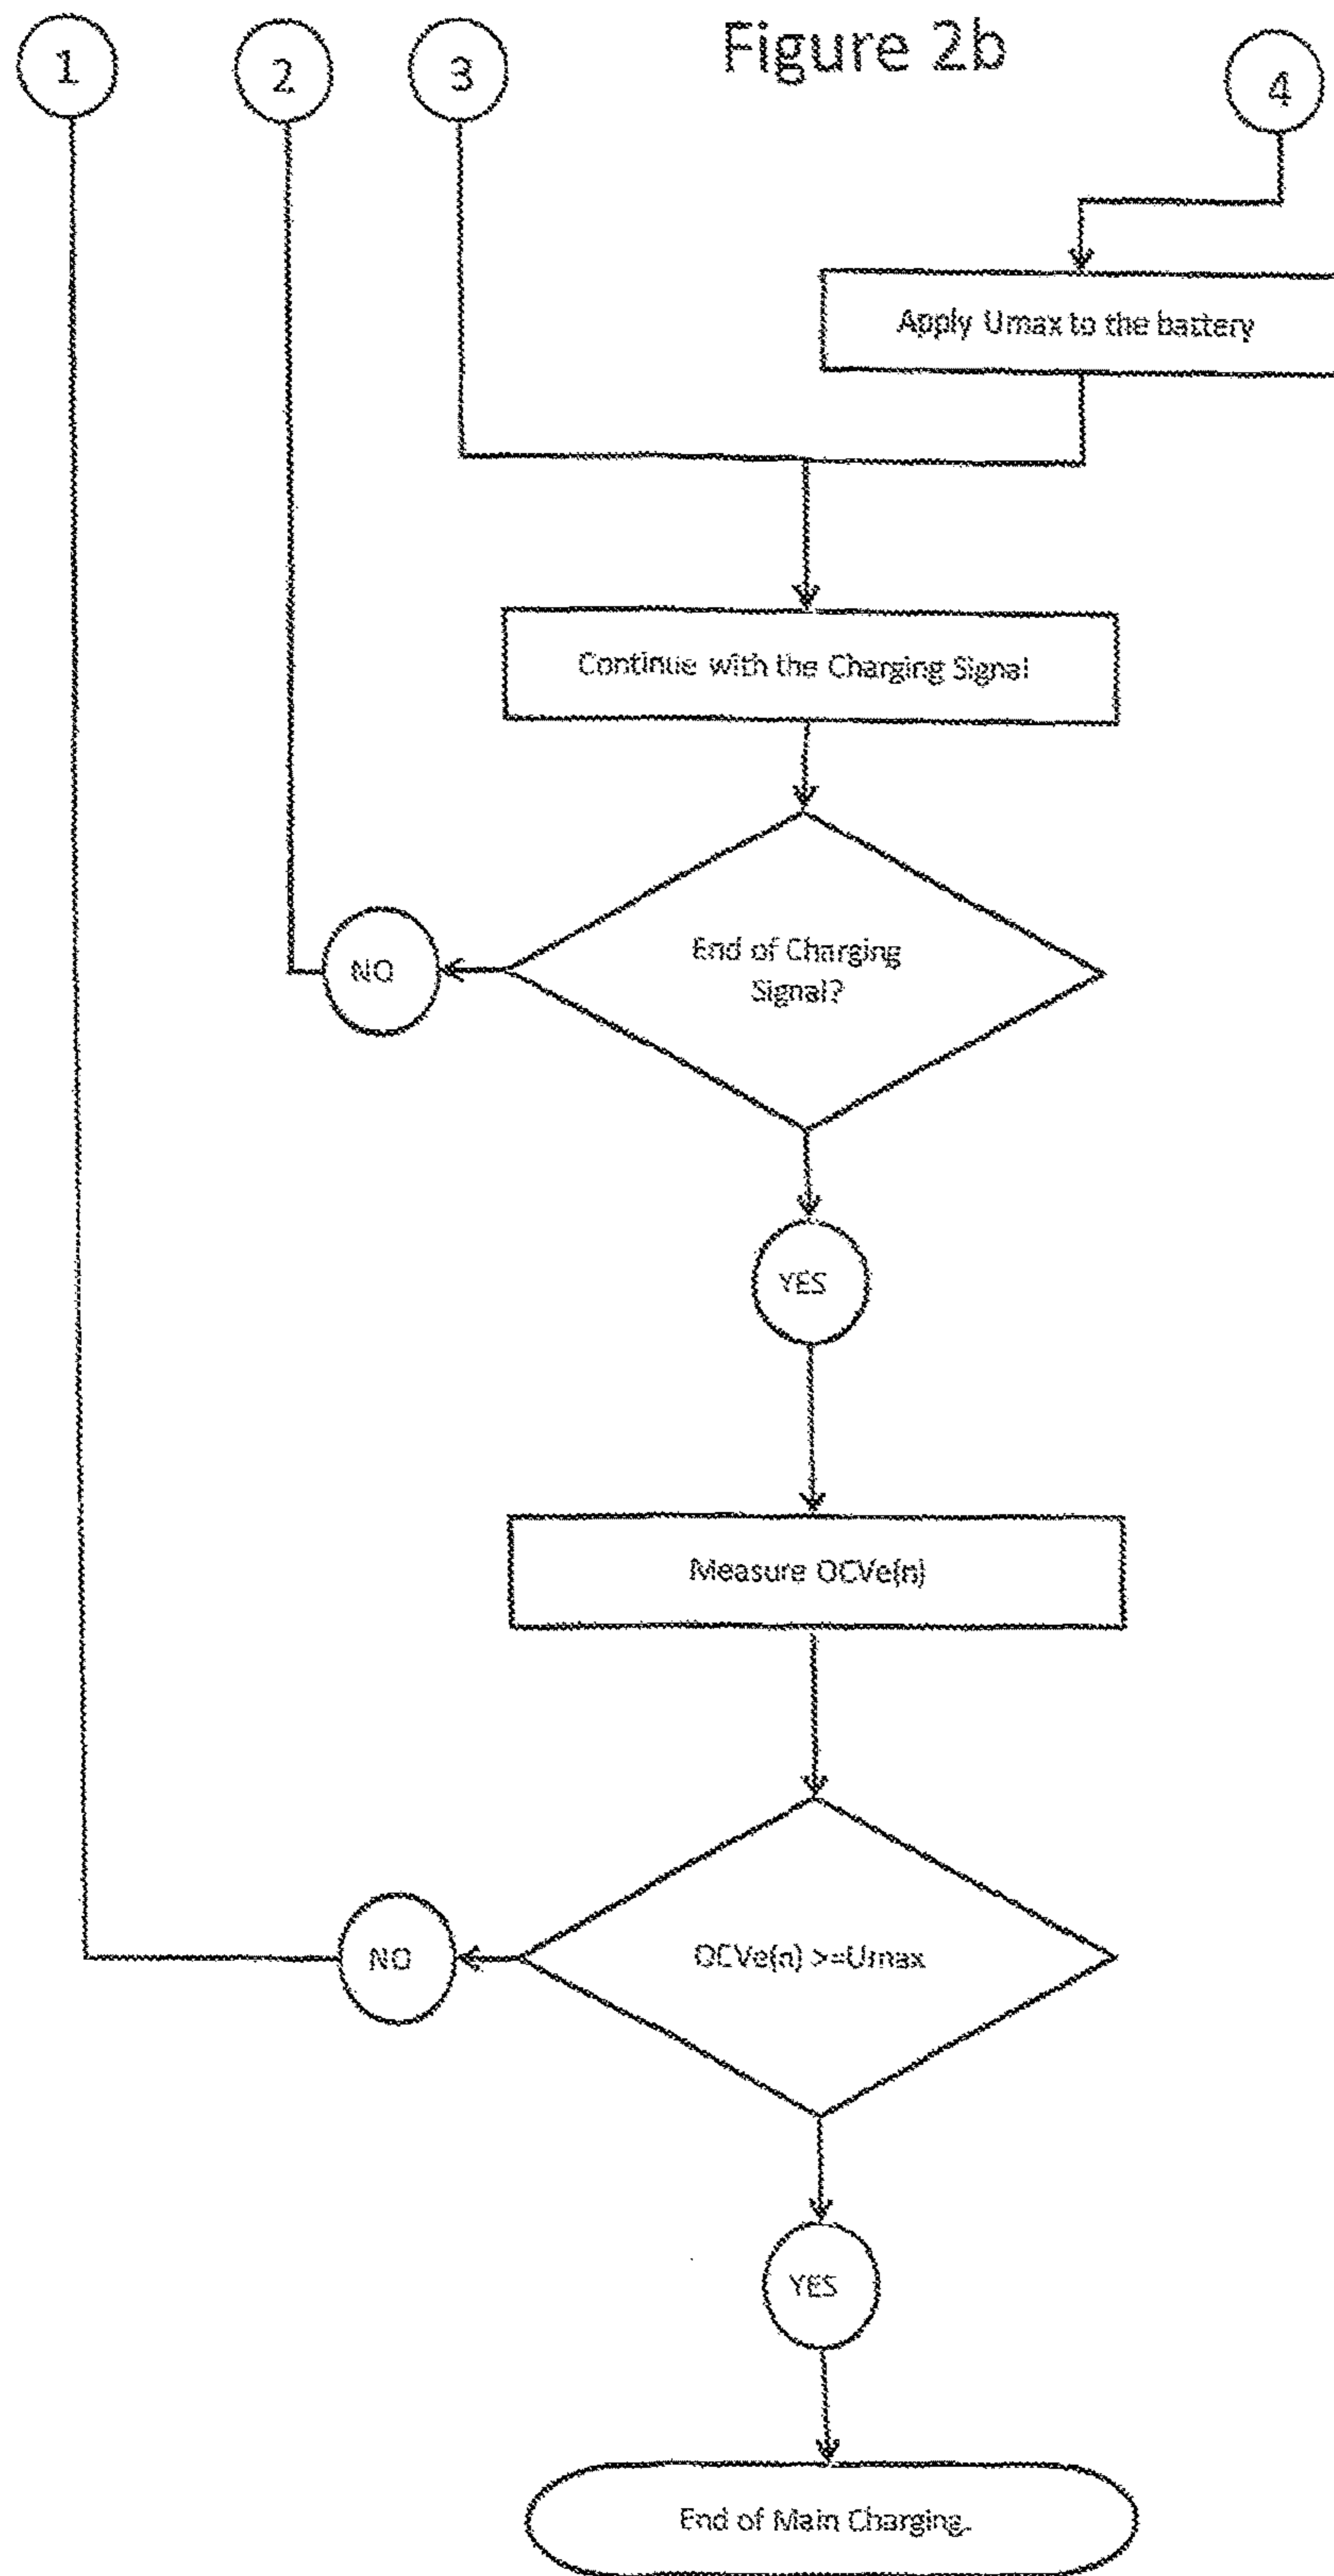 Figure 2b
1
2
3
4
Apply Umax to the battery
Continue with the Charging Signal
End of Charging
Signal?
NO
YES
Measure OCVe(n)
OCVe(n) >=Umax
NO
YES
End of Main Charging.